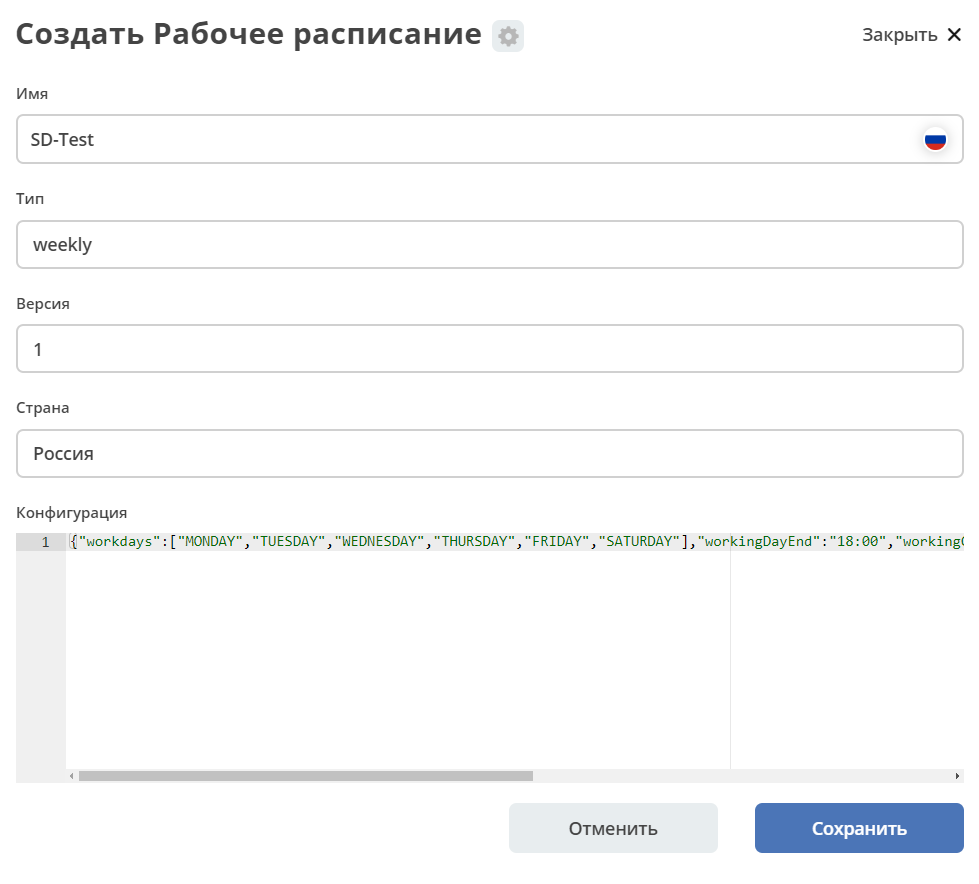 Создать Рабочее расписание
Закрыть
Имя
SD-Test
Тип
weekly
Версия
1
Страна
Россия
Конфигурация
1 {"workdays":["MONDAY","TUESDAY","WEDNESDAY","THURSDAY","FRIDAY","SATURDAY"],"workingDayEnd":"18:00","working
Отменить
Сохранить